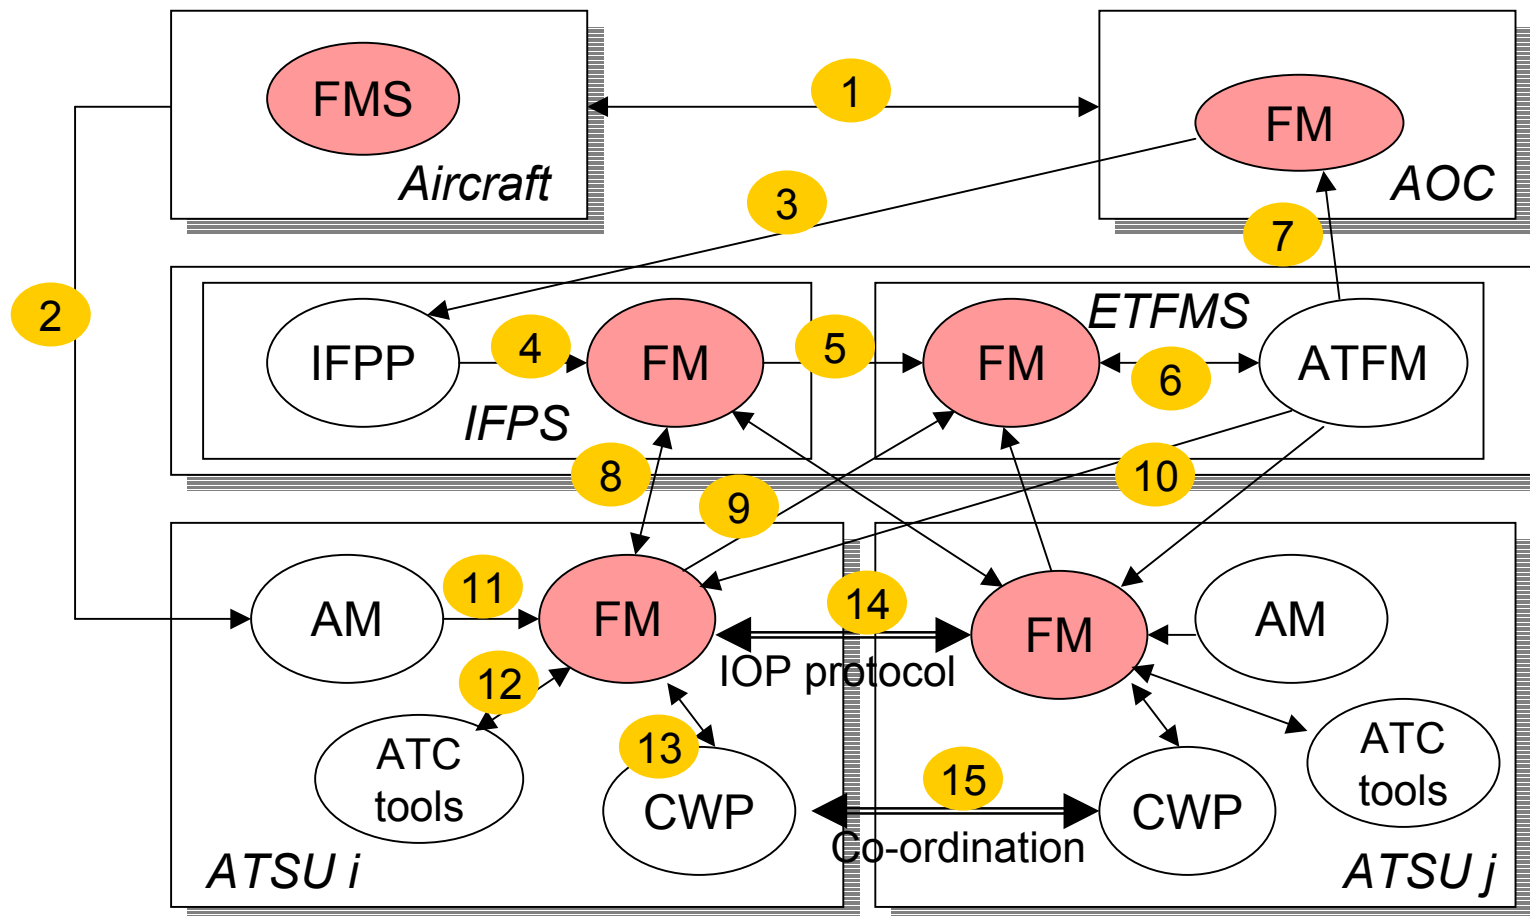 FMS
1
FM
Aircraft
AOC
3
7
2
ETFMS
IFPP
4
FM
5
FM
6
ATFM
IFPS
8
9
10
AM
11
FM
14
FM
AM
IOP protocol
12
13
ATC
tools
ATC
tools
15
CWP
CWP
Co-ordination
ATSU i
ATSU j